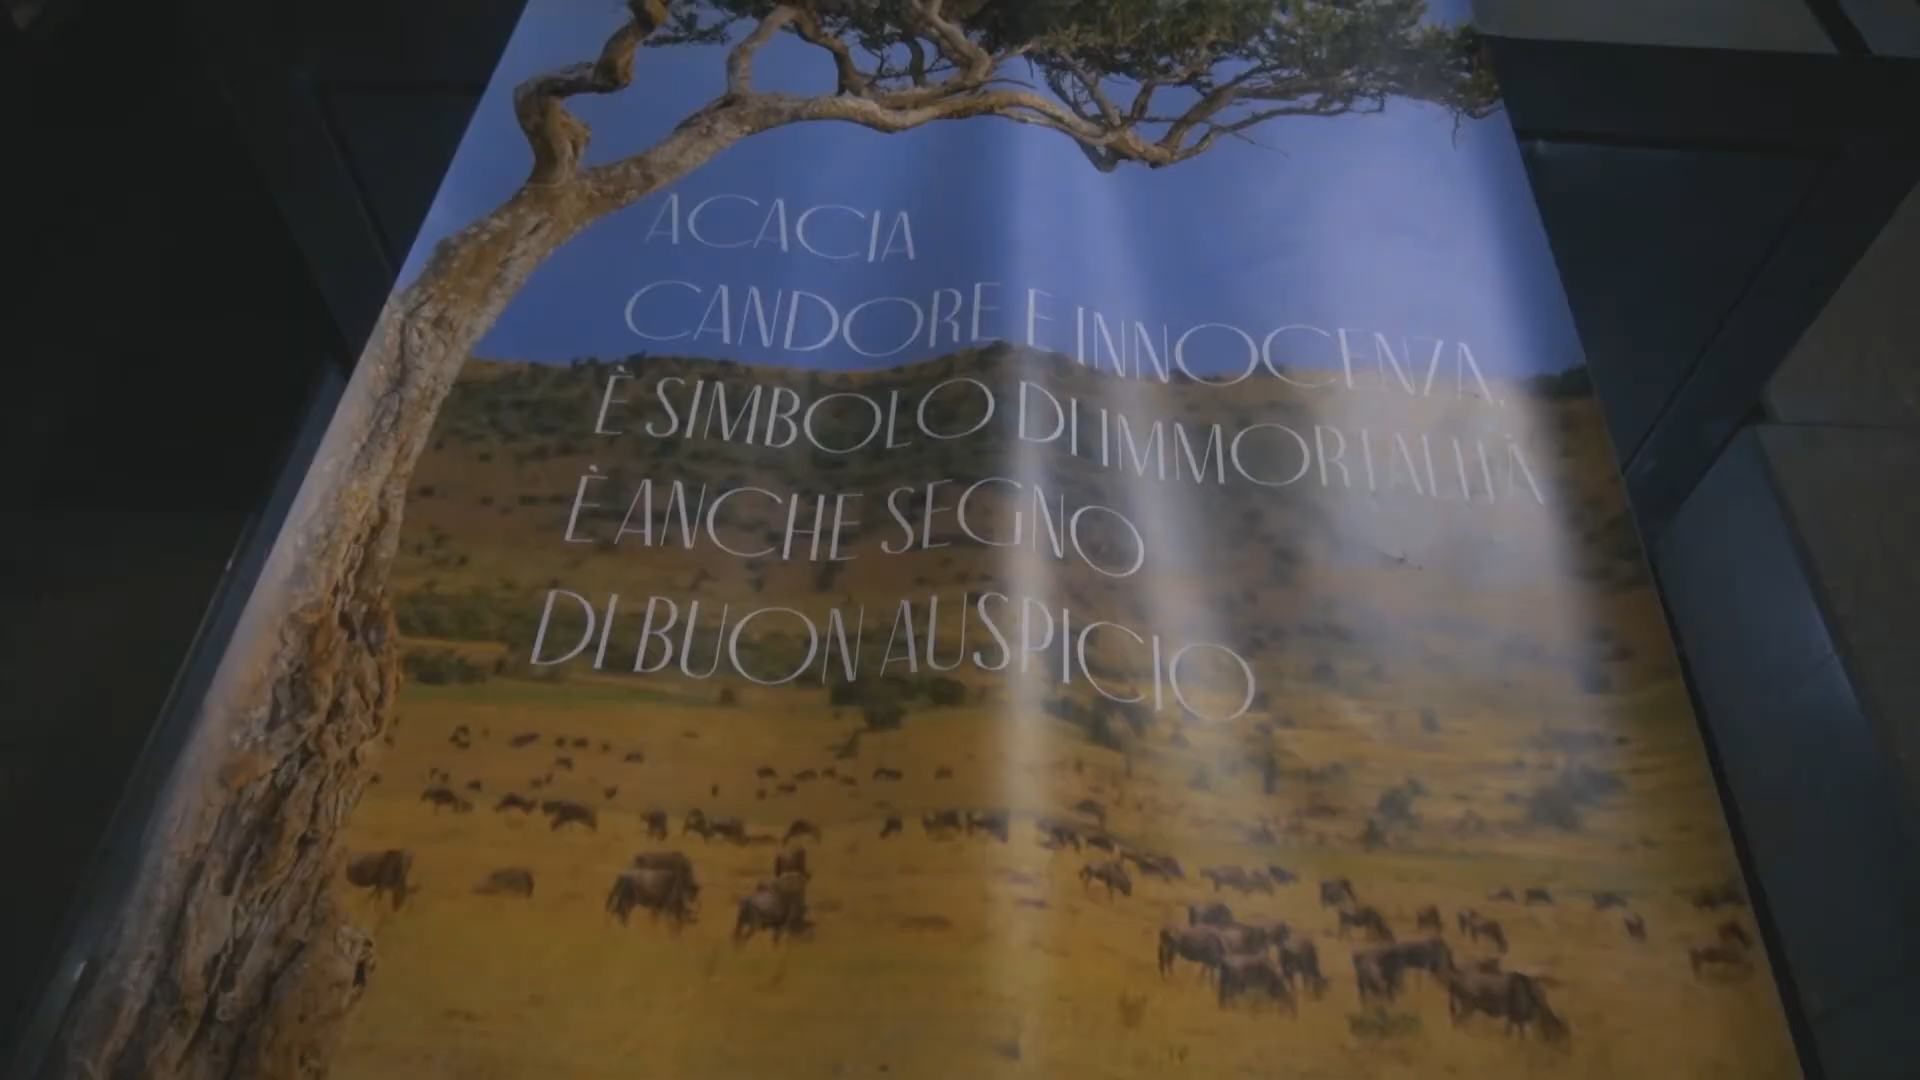 ACACIA
CANDORE E INNOCENZA.
È SIMBOLO DI IMMORTALITÀ
È ANCHE SEGNO
DI BUON AUSPICIO